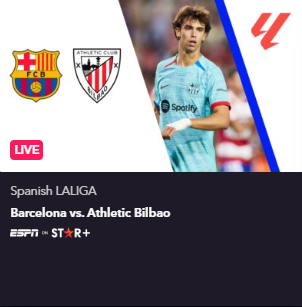 FCB
ATHLETIC CLUB
BILBAO
Spotify
LIVE
Spanish LALIGA
Barcelona vs. Athletic Bilbao
ESPN ON STAR+